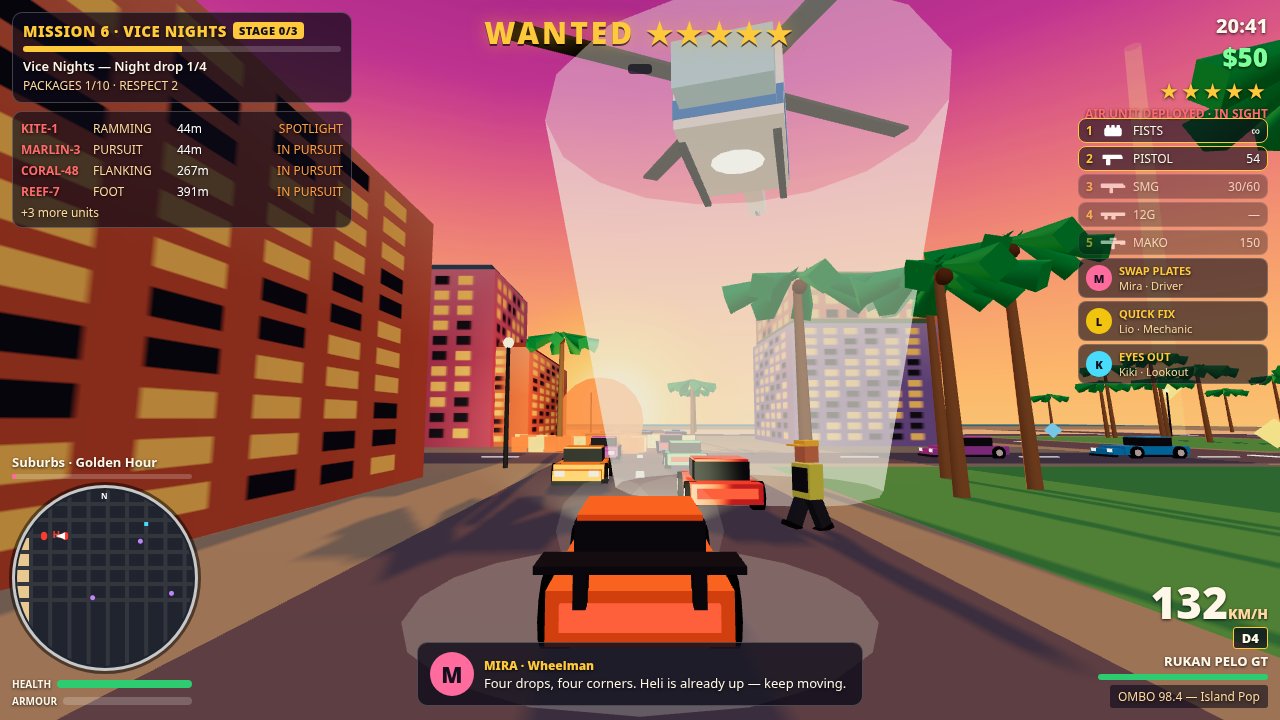 MISSION 6 · VICE NIGHTS STAGE 0/3
Vice Nights — Night drop 1/4
PACKAGES 1/10 · RESPECT 2
KITE-1 RAMMING 44m SPOTLIGHT
MARLIN-3 PURSUIT 44m IN PURSUIT
CORAL-48 FLANKING 267m IN PURSUIT
REEF-7 FOOT 391m IN PURSUIT
+3 more units
WANTED ★★★★★
20:41
$50
★★★★★
AIR UNIT DEPLOYED · IN SIGHT
1 FISTS ∞
2 PISTOL 54
3 SMG 30/60
4 12G —
5 MAKO 150
M SWAP PLATES
Mira · Driver
L QUICK FIX
Lio · Mechanic
K EYES OUT
Kiki · Lookout
Suburbs · Golden Hour
N
HEALTH
ARMOUR
M MIRA · Wheelman
Four drops, four corners. Heli is already up — keep moving.
132 KM/H
D4
RUKAN PELO GT
OMBO 98.4 — Island Pop